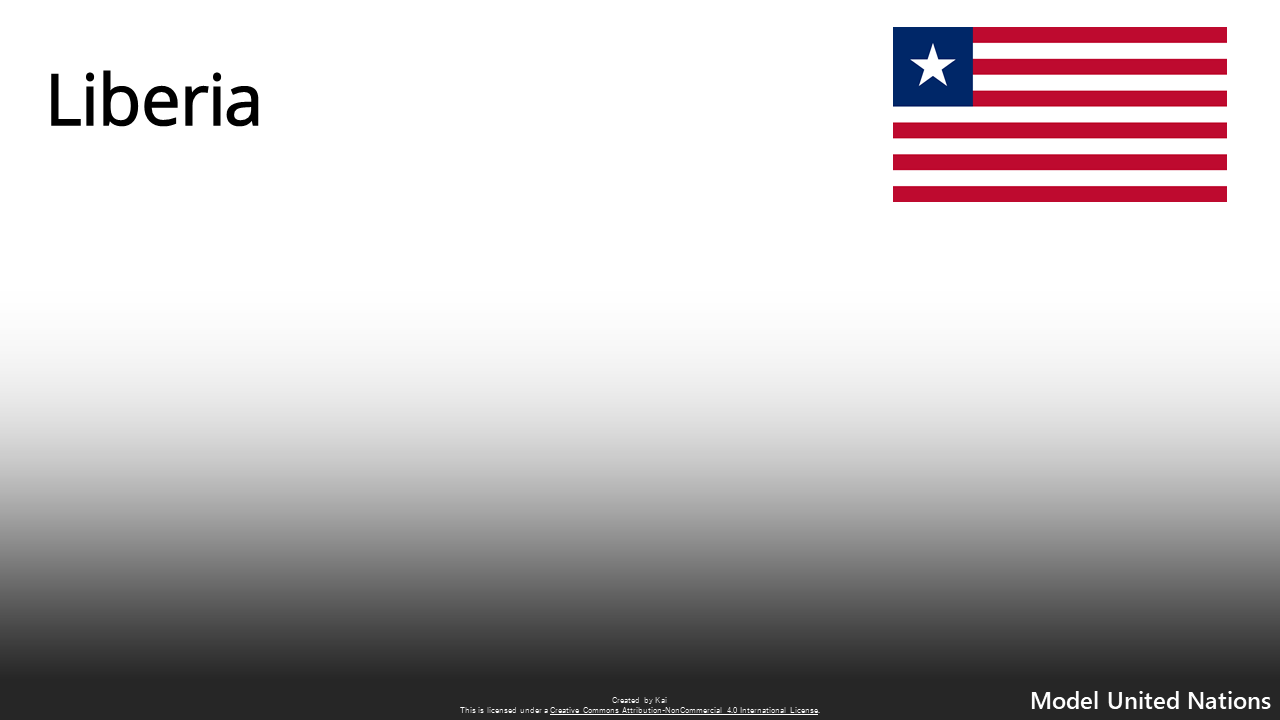 Liberia
Created by Kai
This is licensed under a Creative Commons Attribution-NonCommercial 4.0 International License.
Model United Nations